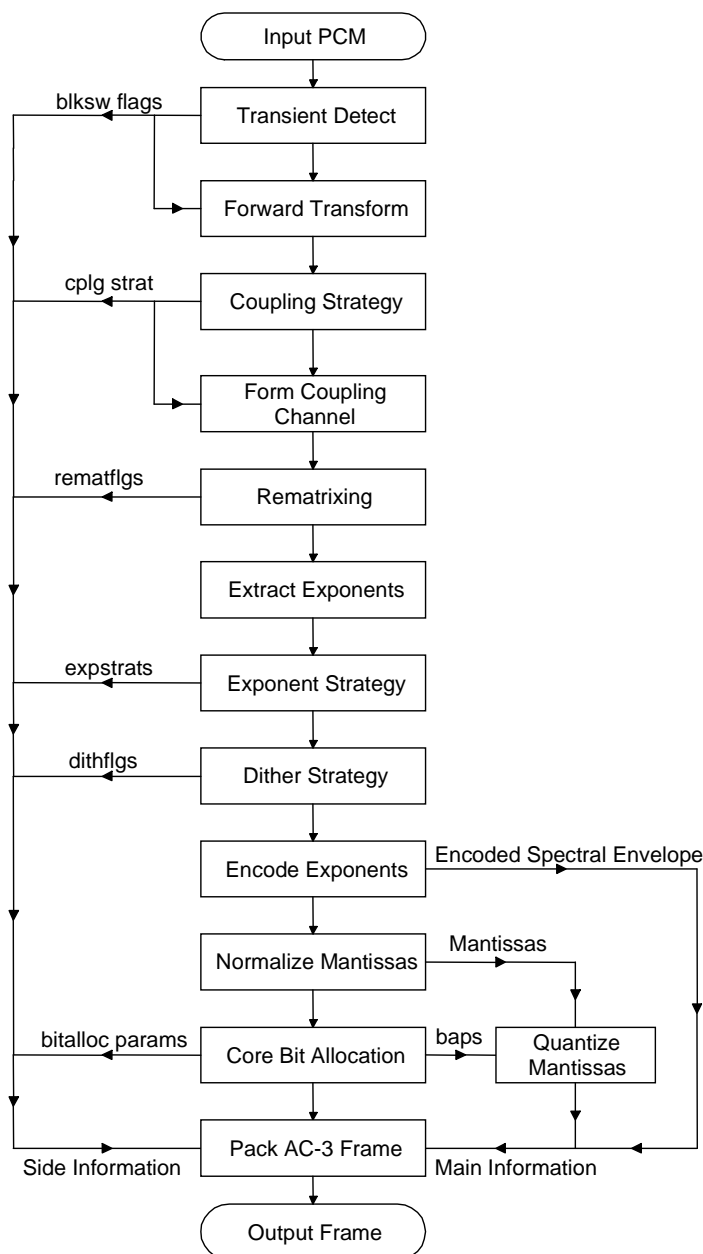 Input PCM
blksw flags
Transient Detect
Forward Transform
cplg strat
Coupling Strategy
Form Coupling
Channel
rematflgs
Rematrixing
Extract Exponents
expstrats
Exponent Strategy
dithflgs
Dither Strategy
Encode Exponents
Encoded Spectral Envelope
Normalize Mantissas
Mantissas
bitalloc params
Core Bit Allocation
baps
Quantize
Mantissas
Side Information
Pack AC-3 Frame
Main Information
Output Frame